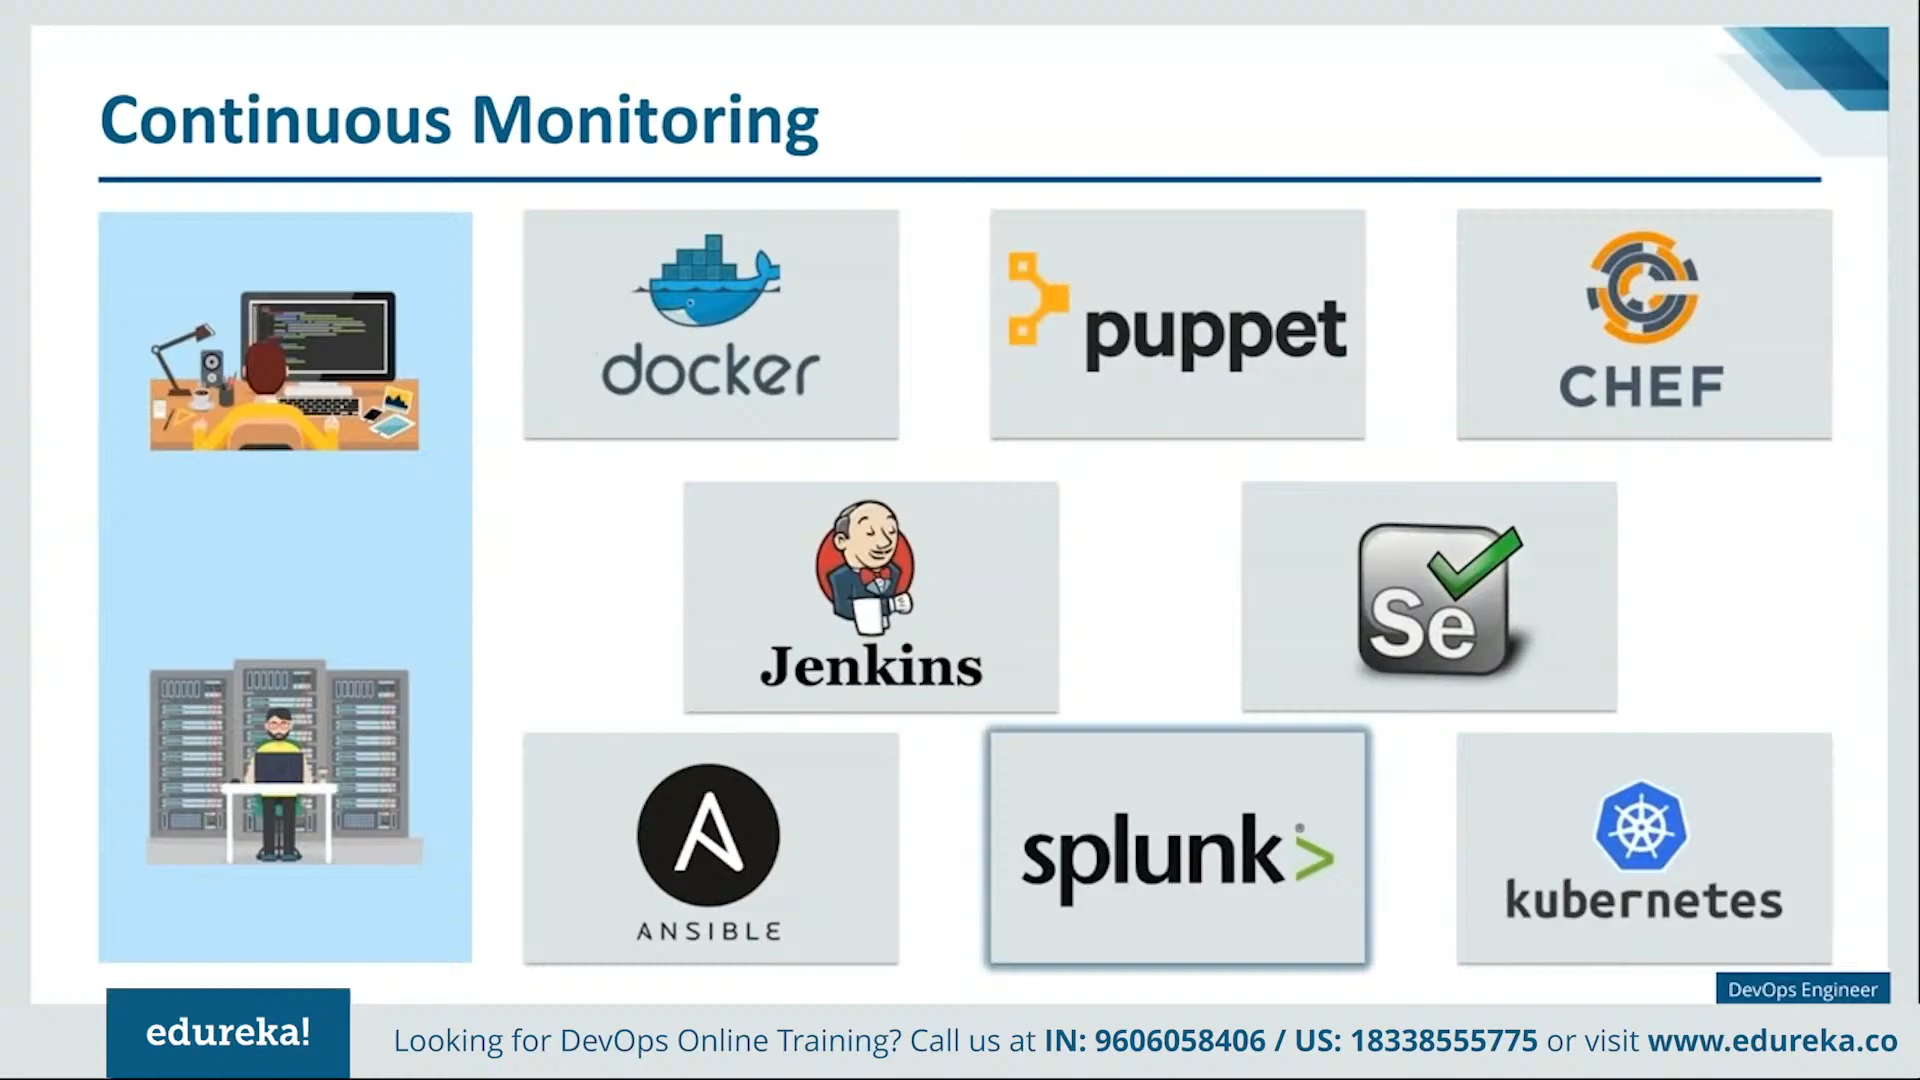 Continuous Monitoring
docker
puppet
CHEF
Jenkins
Se
ANSIBLE
splunk>®
kubernetes
DevOps Engineer
edureka!
Looking for DevOps Online Training? Call us at IN: 9606058406 / US: 18338555775 or visit www.edureka.co